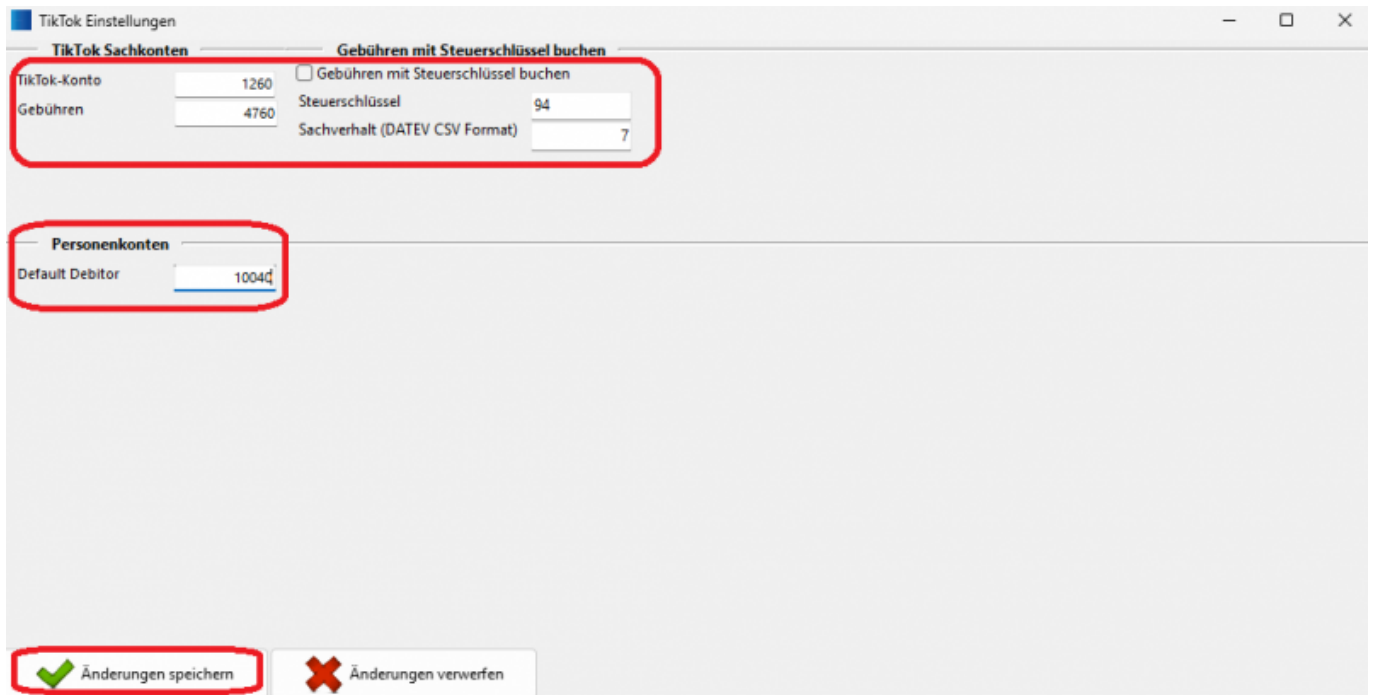 TikTok Einstellungen
TikTok Sachkonten Gebühren mit Steuerschlüssel buchen
TikTok-Konto 1260 Gebühren mit Steuerschlüssel buchen
Gebühren 4760 Steuerschlüssel 94
Sachverhalt (DATEV CSV Format) 7
Personenkonten
Default Debitor 10040
Änderungen speichern Änderungen verwerfen